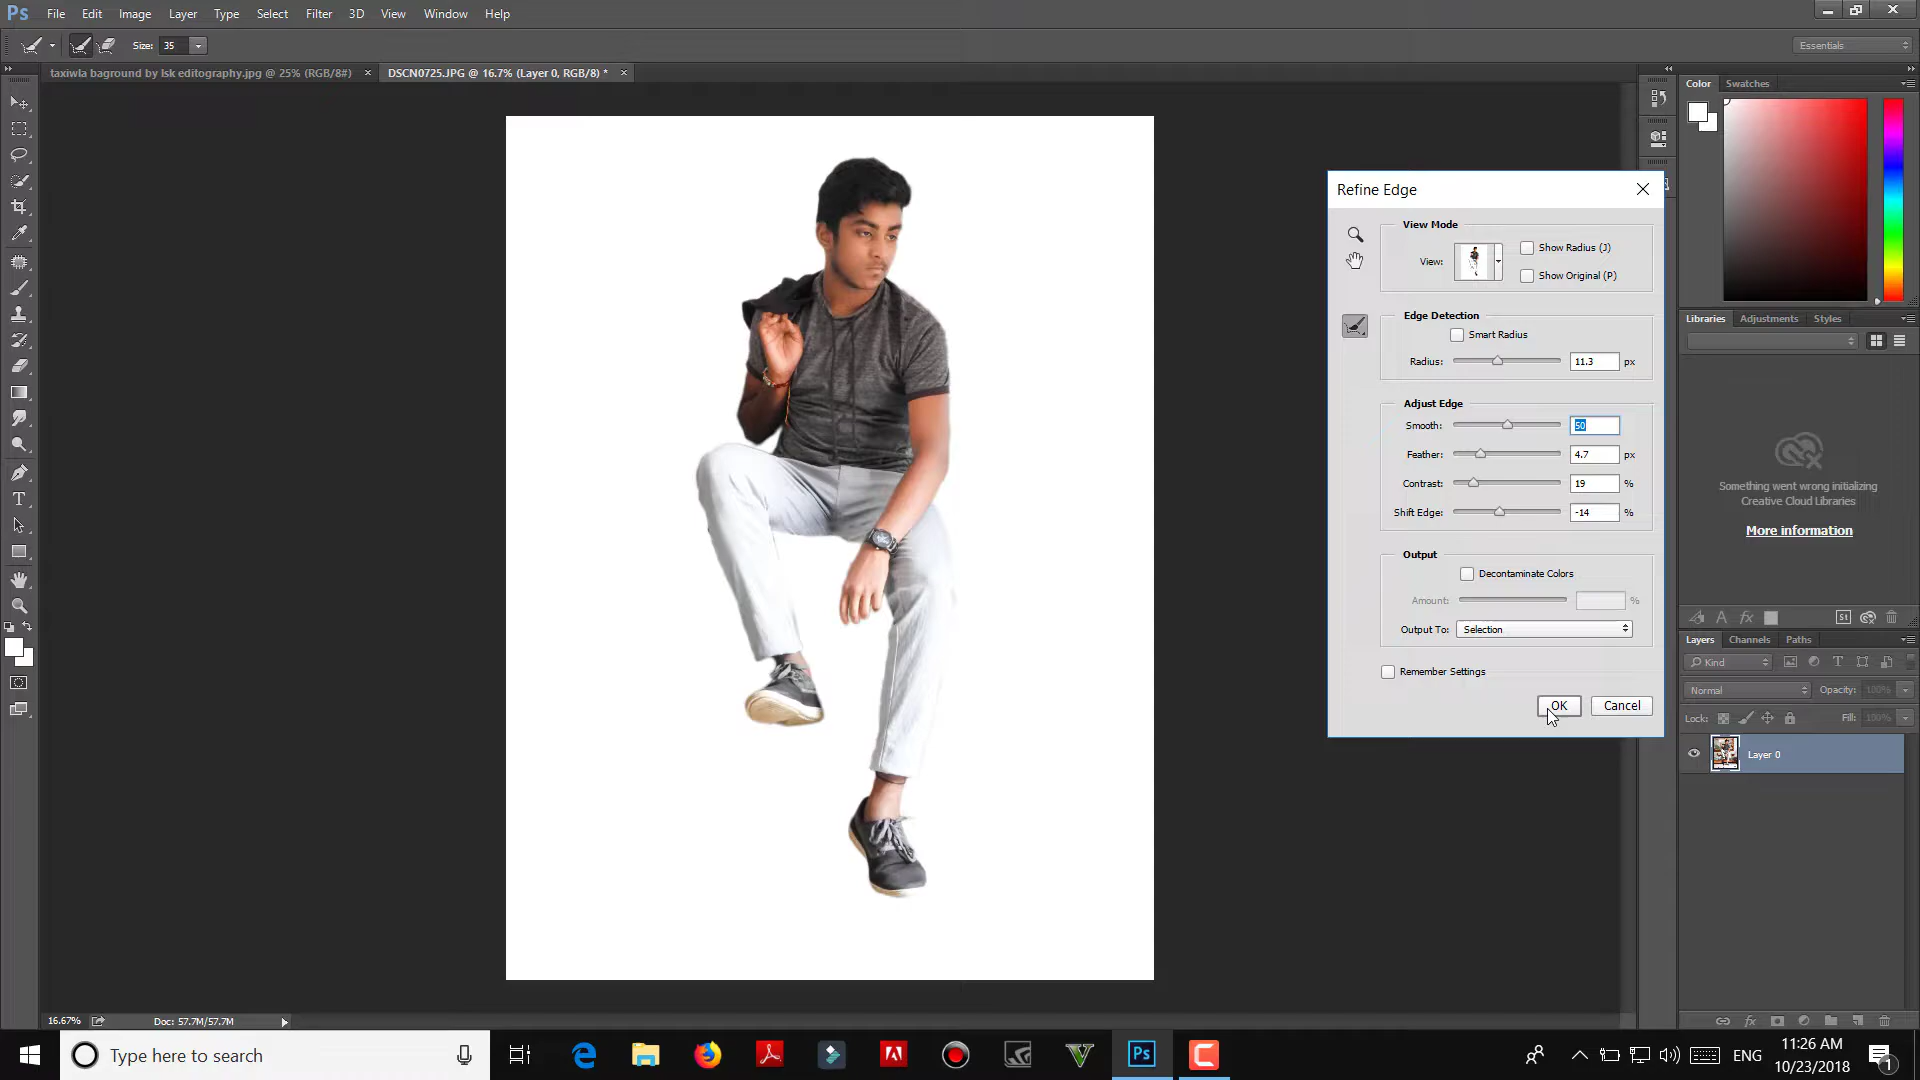 Ps File Edit Image Layer Type Select Filter 3D View Window Help
Size: 35 Essentials
taxiwla baground by lsk editography.jpg @ 25% (RGB/8#) × DSCN0725.JPG @ 16.7% (Layer 0, RGB/8) * ×
Color Swatches
Refine Edge
View Mode
View:
Show Radius (J)
Show Original (P)
Edge Detection
Smart Radius
Radius: 11.3 px
Adjust Edge
Smooth: 50
Feather: 4.7 px
Contrast: 19 %
Shift Edge: -14 %
Output
Decontaminate Colors
Amount: %
Output To: Selection
Remember Settings
OK Cancel
Libraries Adjustments Styles
Something went wrong initializing
Creative Cloud Libraries
More information
St
Layers Channels Paths
Kind
Normal Opacity: 100%
Lock: Fill: 100%
Layer 0
16.67% Doc: 57.7M/57.7M
Type here to search
Ps
ENG
11:26 AM
10/23/2018
1